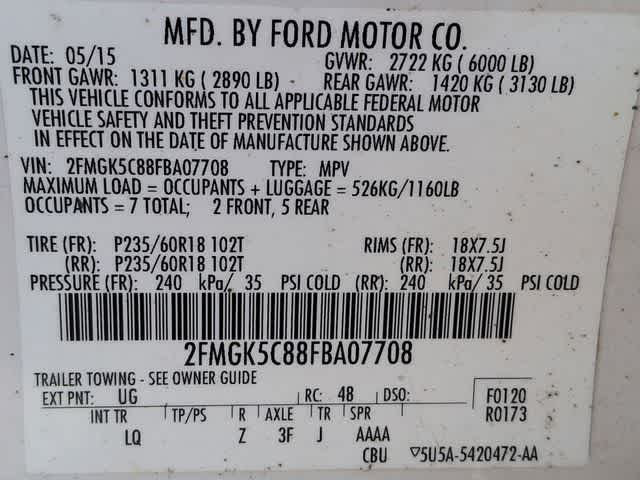 MFD. BY FORD MOTOR CO.
DATE: 05/15 GVWR: 2722 KG ( 6000 LB)
FRONT GAWR: 1311 KG ( 2890 LB) REAR GAWR: 1420 KG ( 3130 LB)
THIS VEHICLE CONFORMS TO ALL APPLICABLE FEDERAL MOTOR
VEHICLE SAFETY AND THEFT PREVENTION STANDARDS
IN EFFECT ON THE DATE OF MANUFACTURE SHOWN ABOVE.
VIN: 2FMGK5C88FBA07708 TYPE: MPV
MAXIMUM LOAD = OCCUPANTS + LUGGAGE = 526KG/1160LB
OCCUPANTS = 7 TOTAL; 2 FRONT, 5 REAR
TIRE (FR): P235/60R18 102T RIMS (FR): 18X7.5J
(RR): P235/60R18 102T (RR): 18X7.5J
PRESSURE (FR): 240 kPa/ 35 PSI COLD (RR): 240 kPa/ 35 PSI COLD
2FMGK5C88FBA07708
TRAILER TOWING - SEE OWNER GUIDE
EXT PNT: UG RC: 48 DSO: F0120
INT TR TP/PS R AXLE TR SPR R0173
LQ Z 3F J AAAA
CBU ▽5U5A-5420472-AA